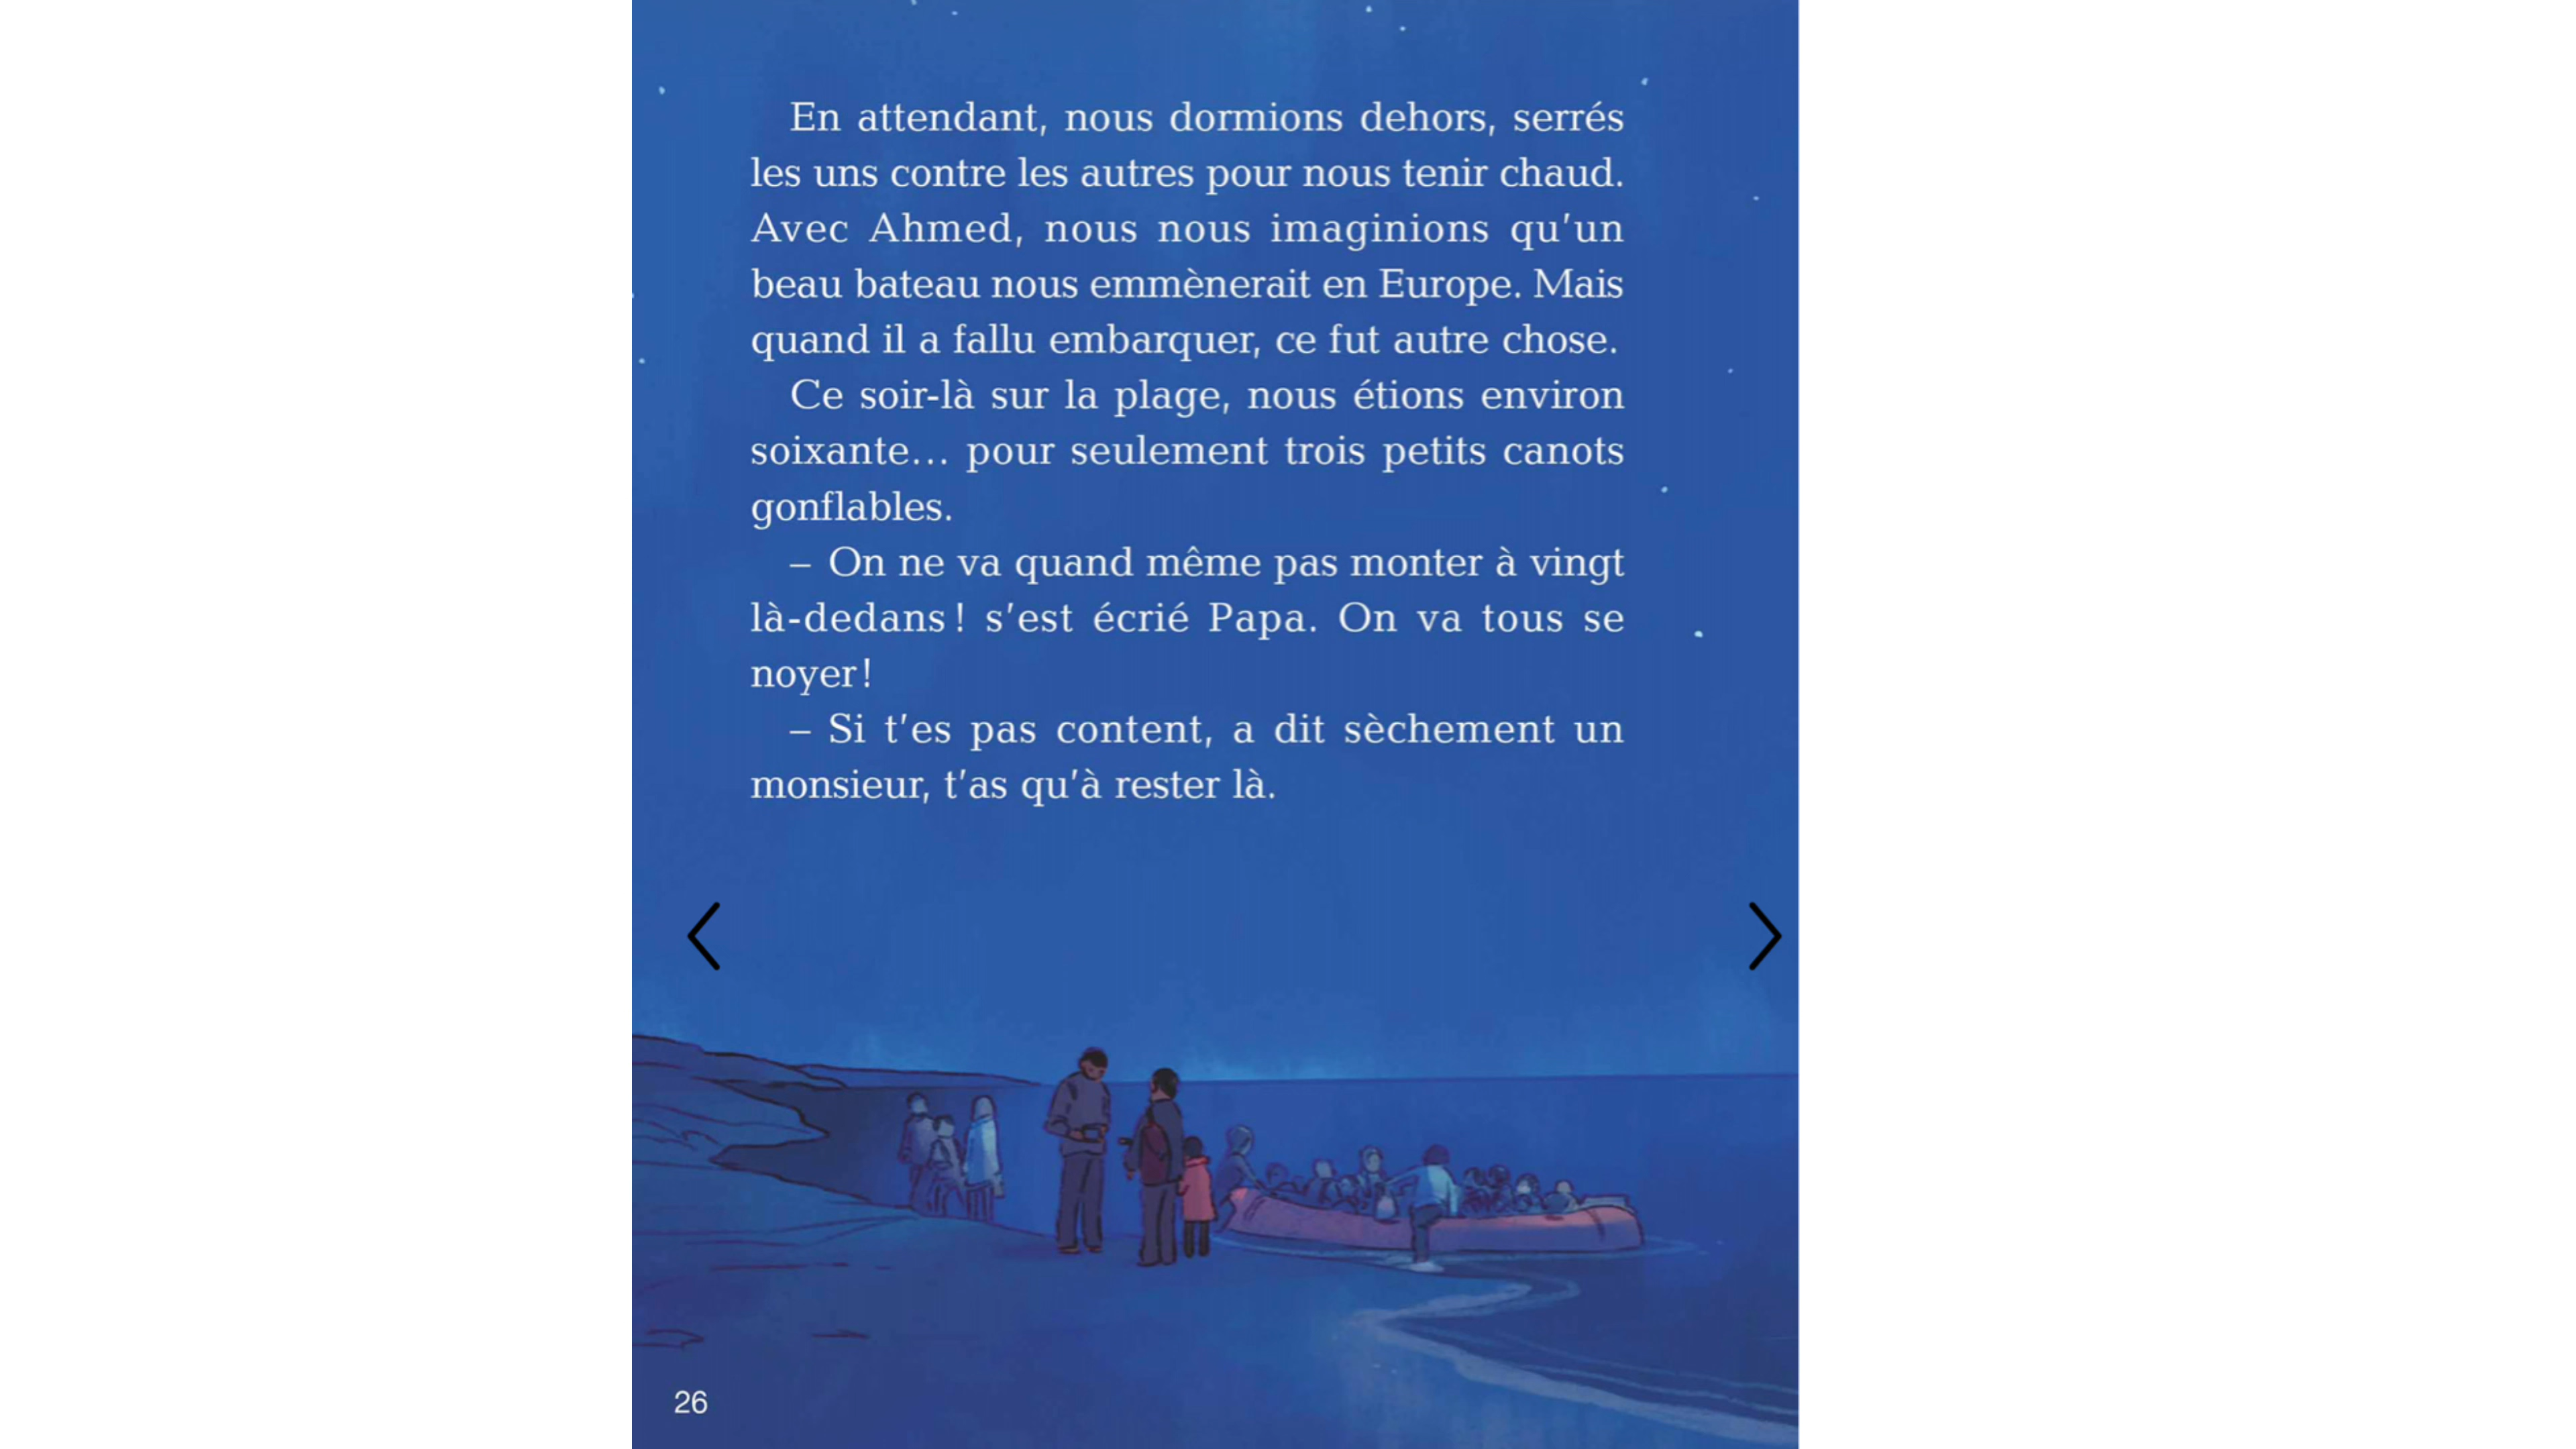 En attendant, nous dormions dehors, serrés
les uns contre les autres pour nous tenir chaud.
Avec Ahmed, nous nous imaginions qu’un
beau bateau nous emmènerait en Europe. Mais
quand il a fallu embarquer, ce fut autre chose.
Ce soir-là sur la plage, nous étions environ
soixante… pour seulement trois petits canots
gonflables.
– On ne va quand même pas monter à vingt
là-dedans ! s’est écrié Papa. On va tous se
noyer !
– Si t’es pas content, a dit sèchement un
monsieur, t’as qu’à rester là.
26